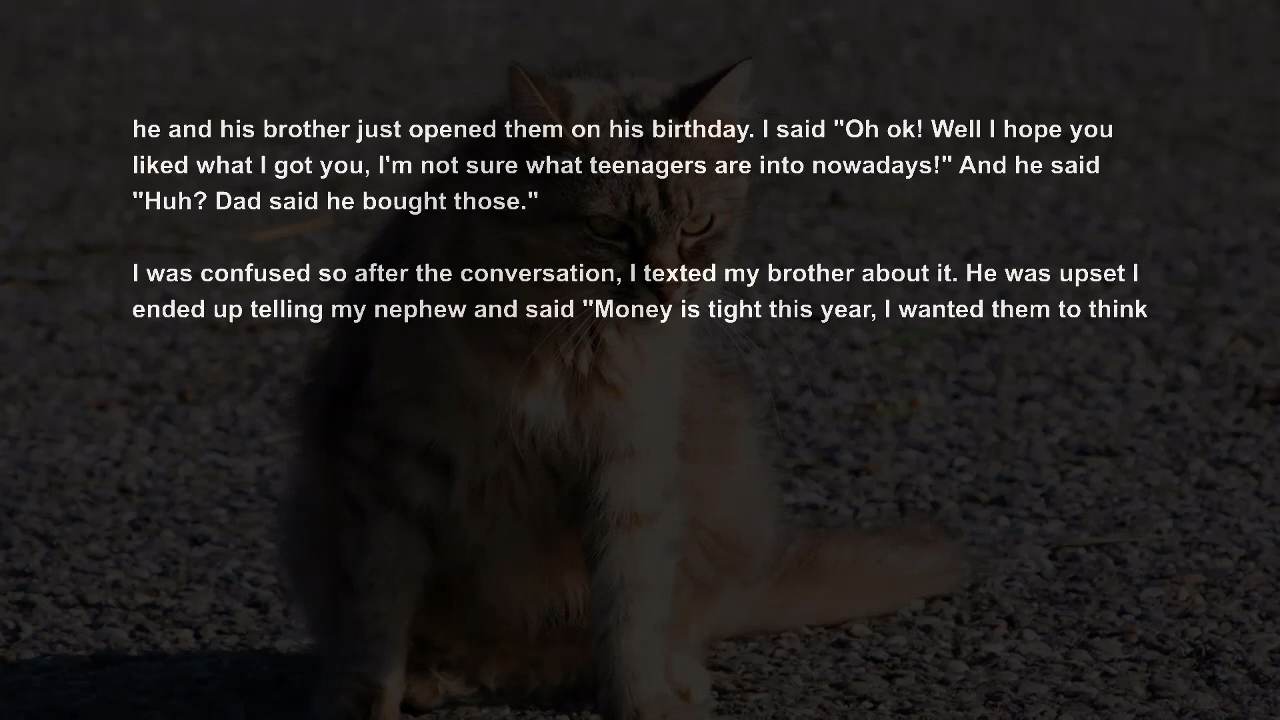 he and his brother just opened them on his birthday. I said "Oh ok! Well I hope you
liked what I got you, I'm not sure what teenagers are into nowadays!" And he said
"Huh? Dad said he bought those."
I was confused so after the conversation, I texted my brother about it. He was upset I
ended up telling my nephew and said "Money is tight this year, I wanted them to think